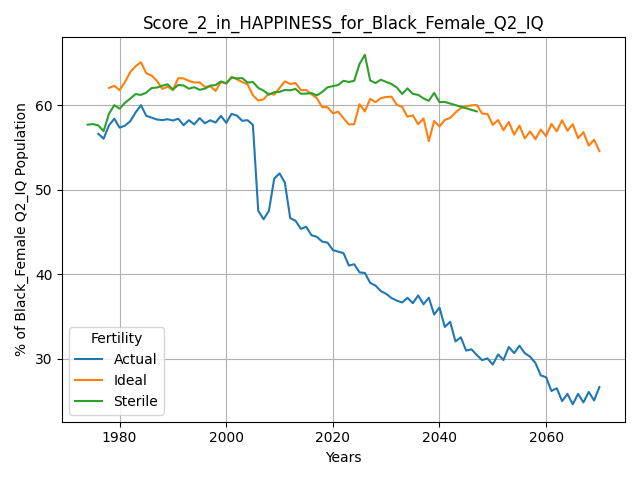 Score_2_in_HAPPINESS_for_Black_Female_Q2_IQ
% of Black_Female Q2_IQ Population
60
50
40
30
Fertility
Actual
Ideal
Sterile
1980
2000
2020
2040
2060
Years